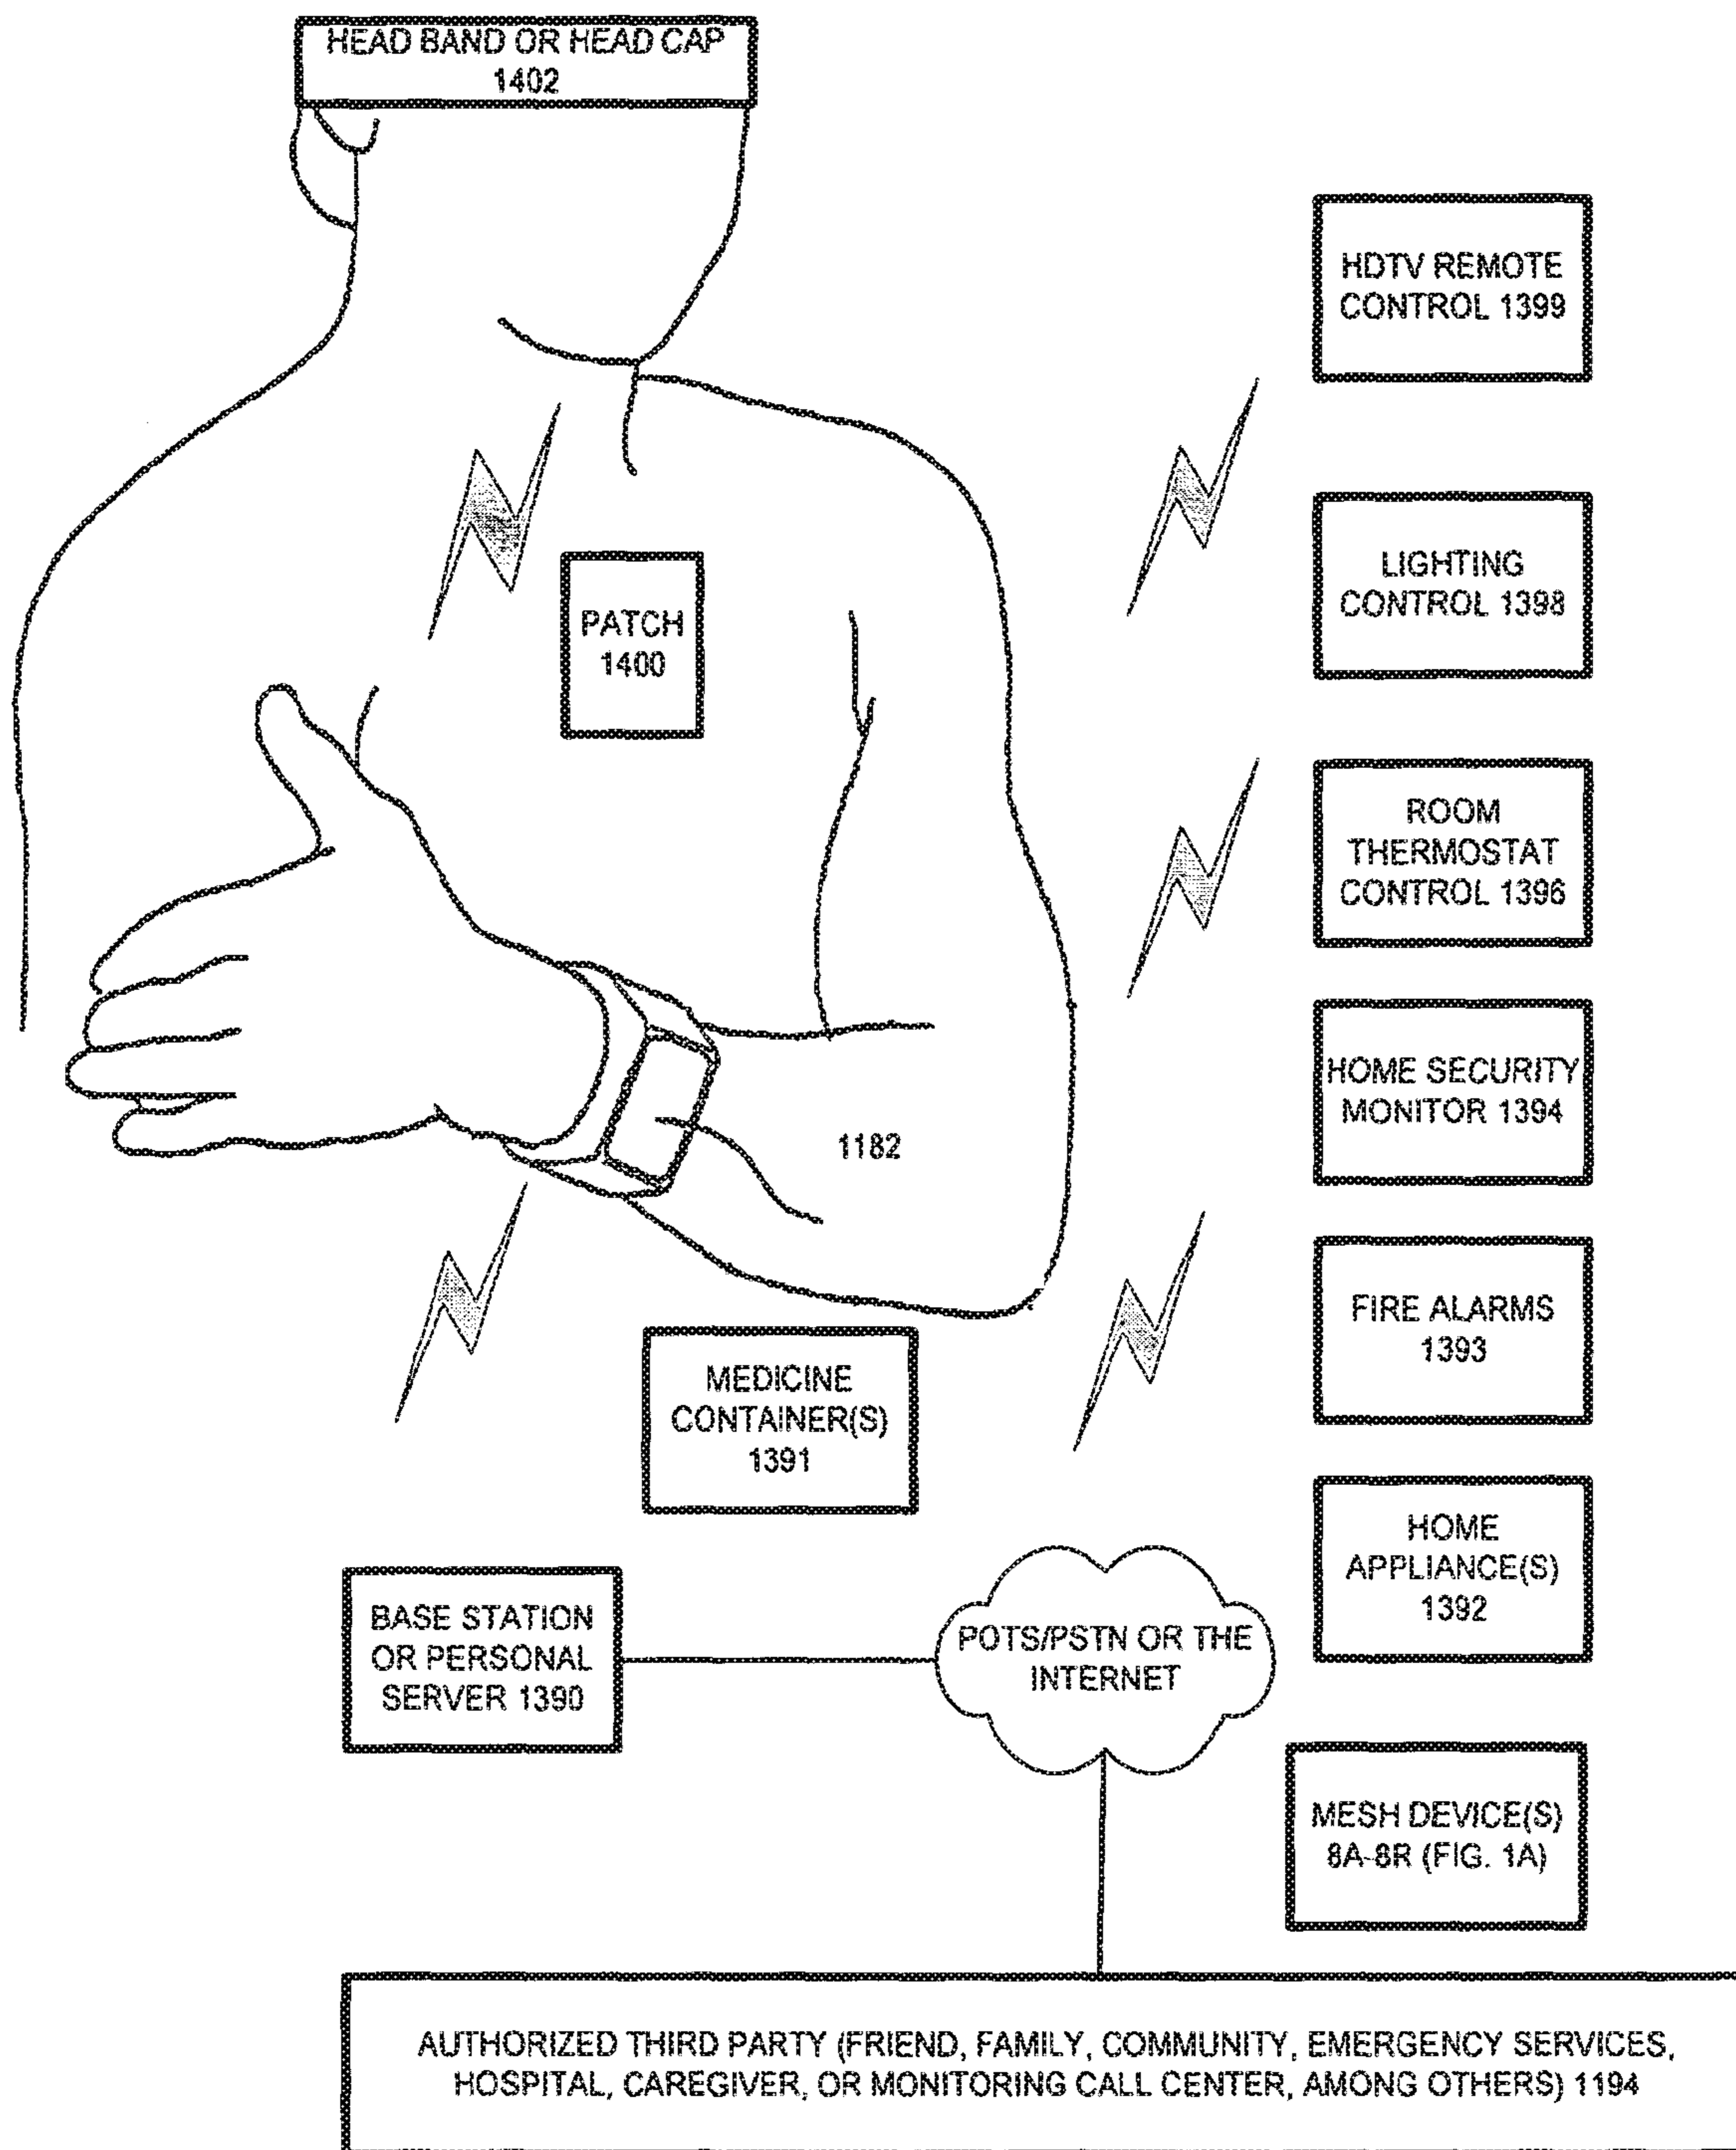 HEAD BAND OR HEAD CAP
1402
HDTV REMOTE
CONTROL 1399
LIGHTING
CONTROL 1398
PATCH
1400
ROOM
THERMOSTAT
CONTROL 1396
HOME SECURITY
MONITOR 1394
1182
FIRE ALARMS
1393
MEDICINE
CONTAINER(S)
1391
HOME
APPLIANCE(S)
1392
BASE STATION
OR PERSONAL
SERVER 1390
POTS/PSTN OR THE
INTERNET
MESH DEVICE(S)
8A-8R (FIG. 1A)
AUTHORIZED THIRD PARTY (FRIEND, FAMILY, COMMUNITY, EMERGENCY SERVICES,
HOSPITAL, CAREGIVER, OR MONITORING CALL CENTER, AMONG OTHERS) 1194